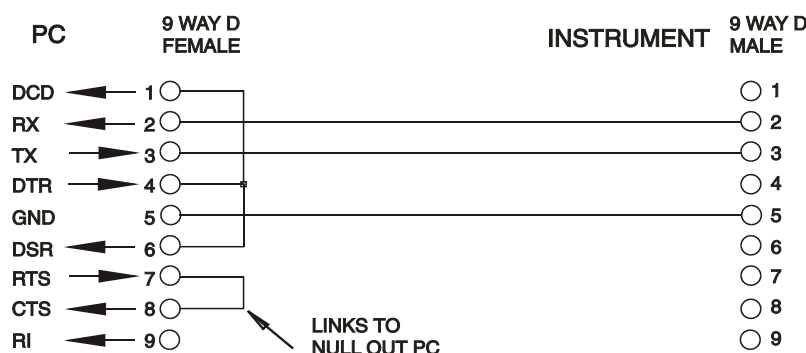 PC
9 WAY D
FEMALE
INSTRUMENT
9 WAY D
MALE
DCD 1 1
RX 2 2
TX 3 3
DTR 4 4
GND 5 5
DSR 6 6
RTS 7 7
CTS 8 8
RI 9 9
LINKS TO
NULL OUT PC